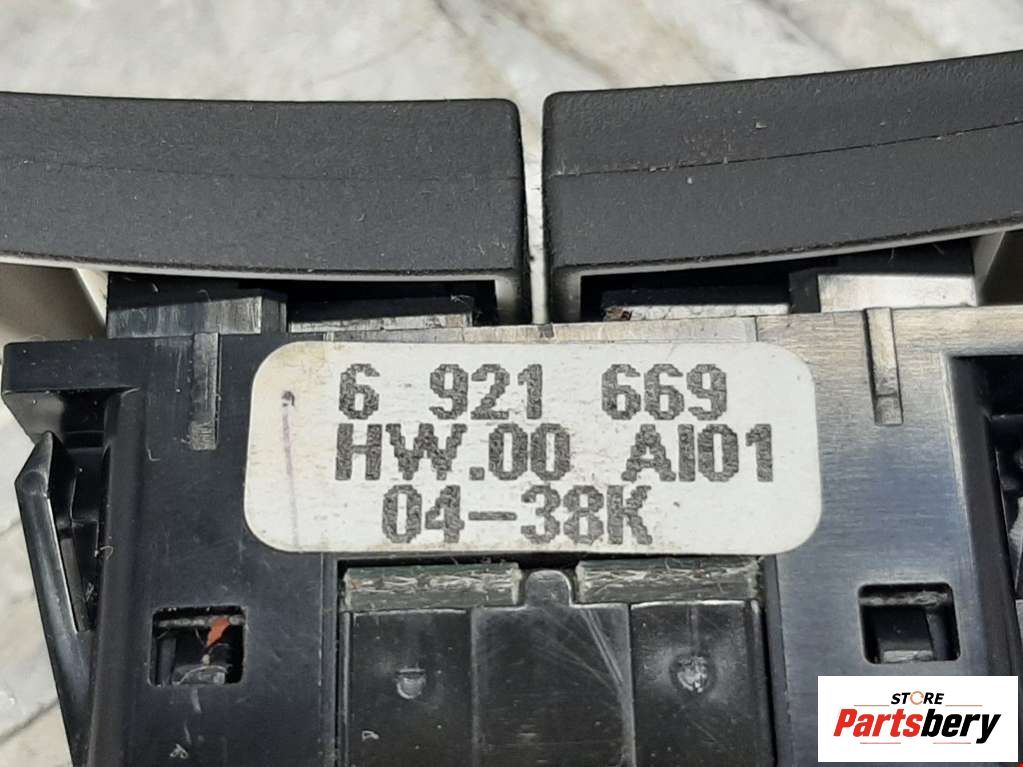 6 921 669
HW.00 AI01
04-38K
STORE
Partsbery